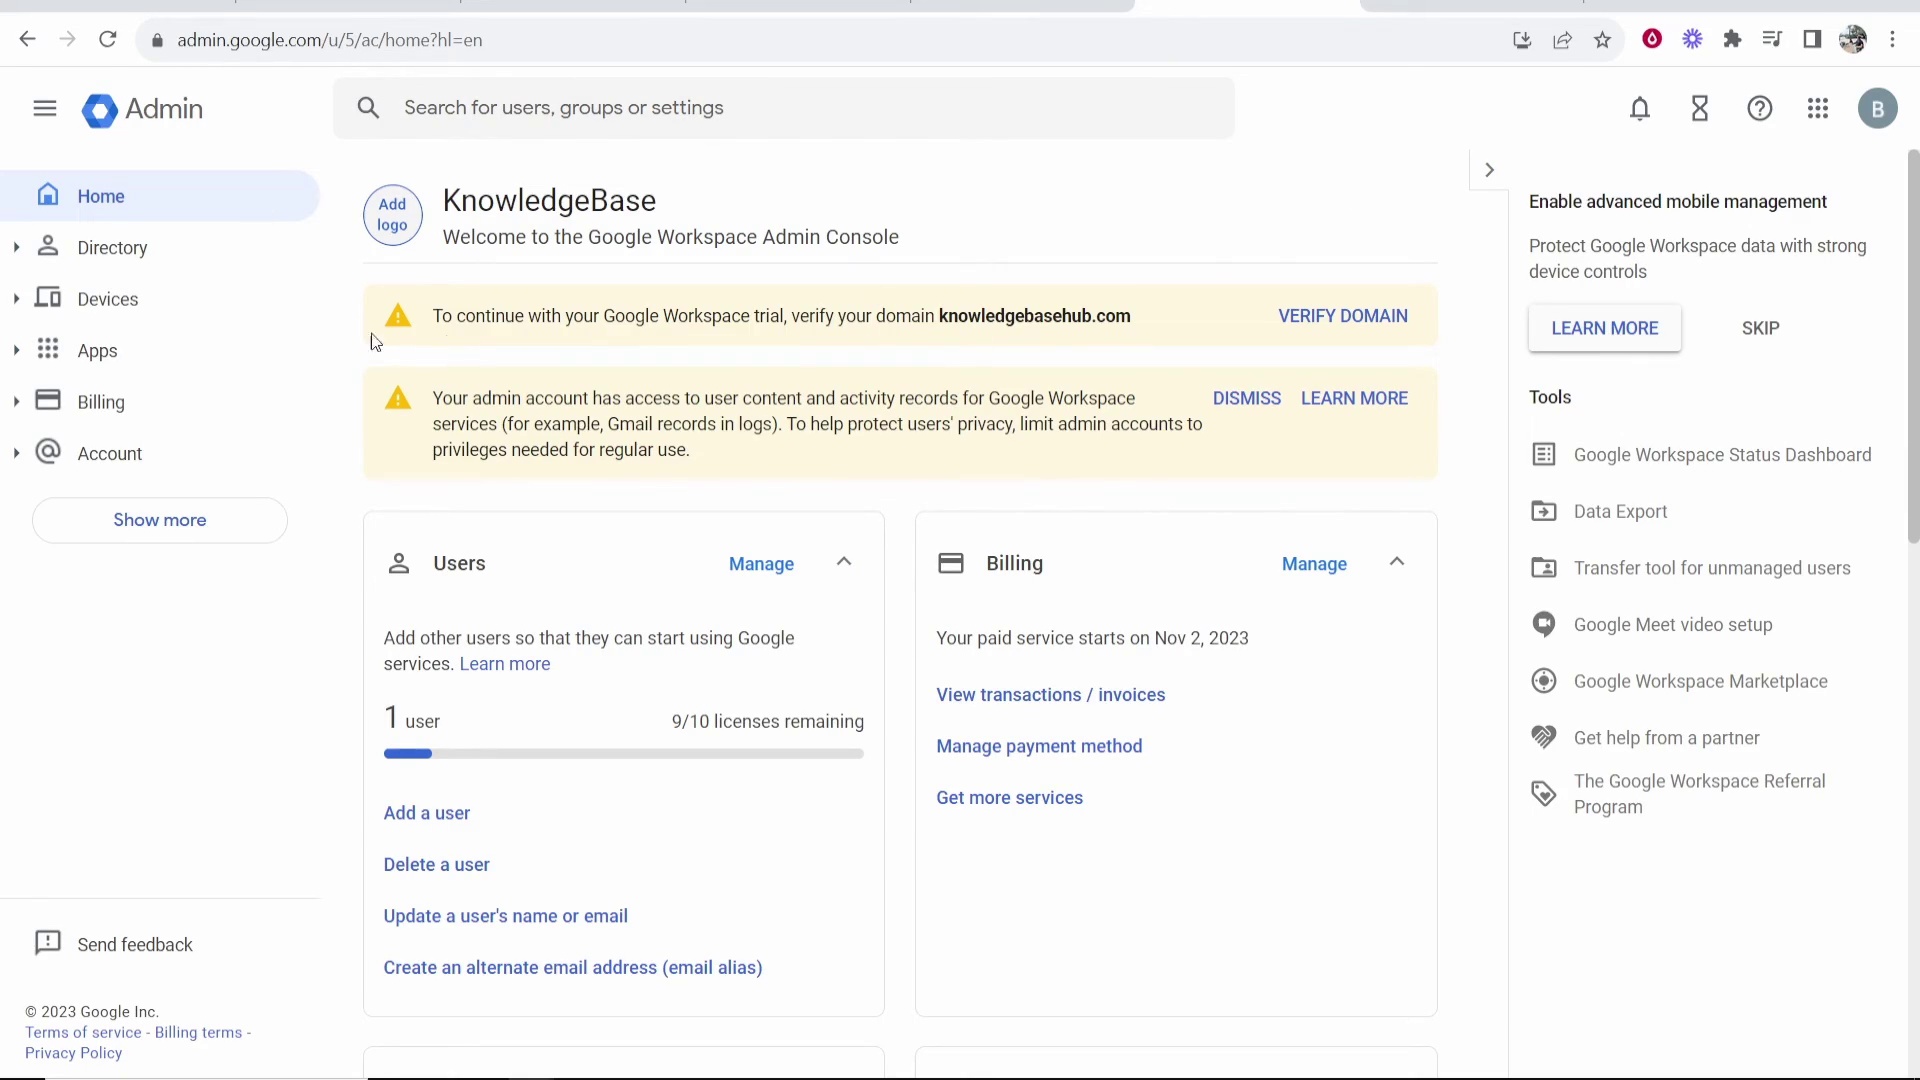 admin.google.com/u/5/ac/home?hl=en
Admin
Search for users, groups or settings
B
Home
Directory
Devices
Apps
Billing
Account
Show more
Send feedback
© 2023 Google Inc.
Terms of service - Billing terms -
Privacy Policy
Add
logo
KnowledgeBase
Welcome to the Google Workspace Admin Console
To continue with your Google Workspace trial, verify your domain knowledgebasehub.com
VERIFY DOMAIN
Your admin account has access to user content and activity records for Google Workspace
services (for example, Gmail records in logs). To help protect users' privacy, limit admin accounts to
privileges needed for regular use.
DISMISS LEARN MORE
Users
Manage
Add other users so that they can start using Google
services. Learn more
1 user
9/10 licenses remaining
Add a user
Delete a user
Update a user's name or email
Create an alternate email address (email alias)
Billing
Manage
Your paid service starts on Nov 2, 2023
View transactions / invoices
Manage payment method
Get more services
Enable advanced mobile management
Protect Google Workspace data with strong
device controls
LEARN MORE
SKIP
Tools
Google Workspace Status Dashboard
Data Export
Transfer tool for unmanaged users
Google Meet video setup
Google Workspace Marketplace
Get help from a partner
The Google Workspace Referral
Program